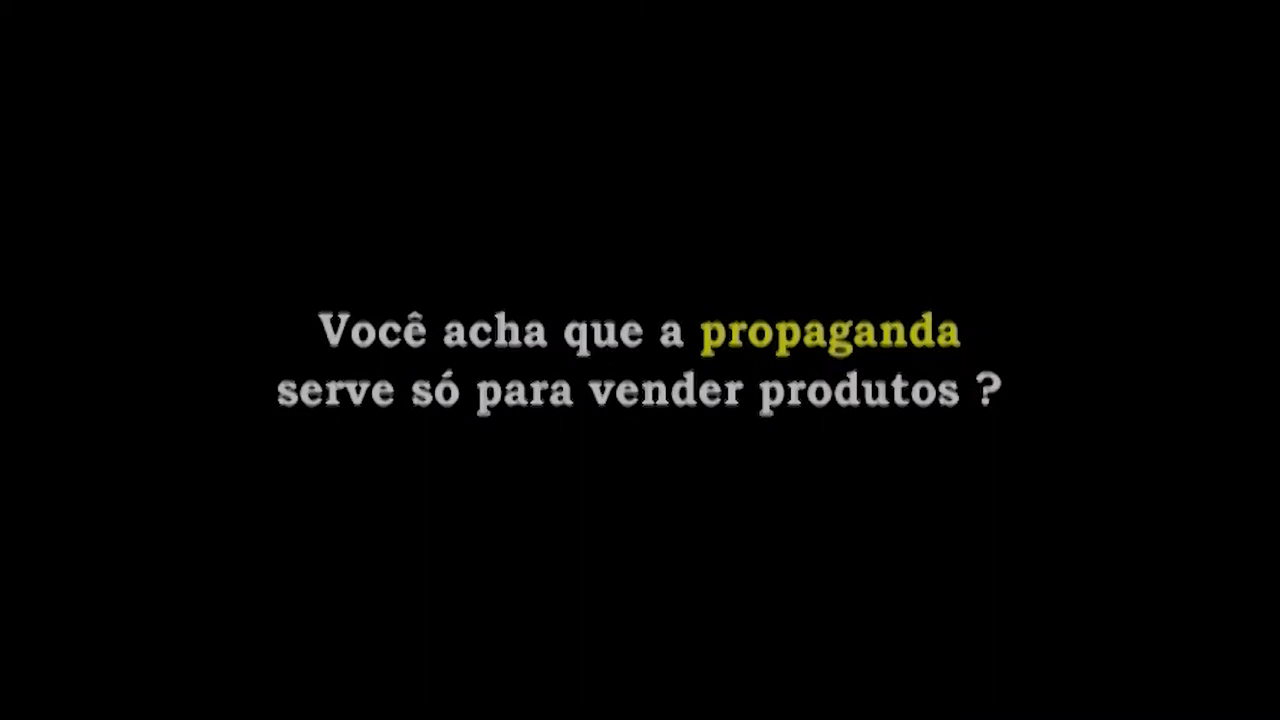 Você acha que a propaganda
serve só para vender produtos ?